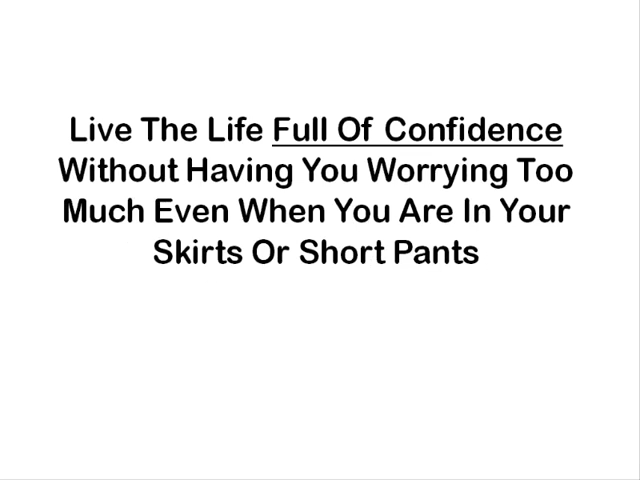 Live The Life Full Of Confidence
Without Having You Worrying Too
Much Even When You Are In Your
Skirts Or Short Pants